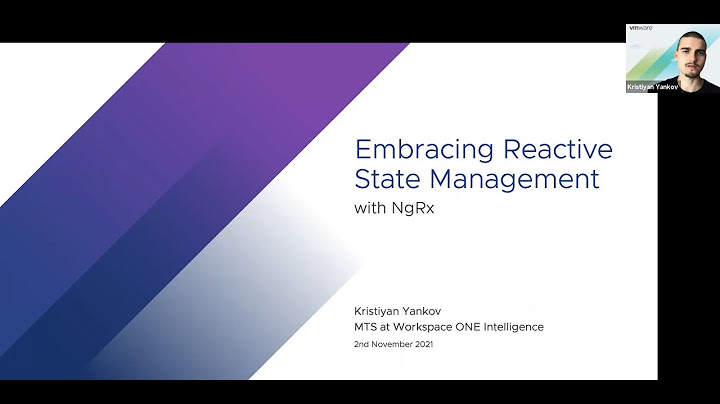 vmware
Kristiyan Yankov
Embracing Reactive
State Management
with NgRx
Kristiyan Yankov
MTS at Workspace ONE Intelligence
2nd November 2021